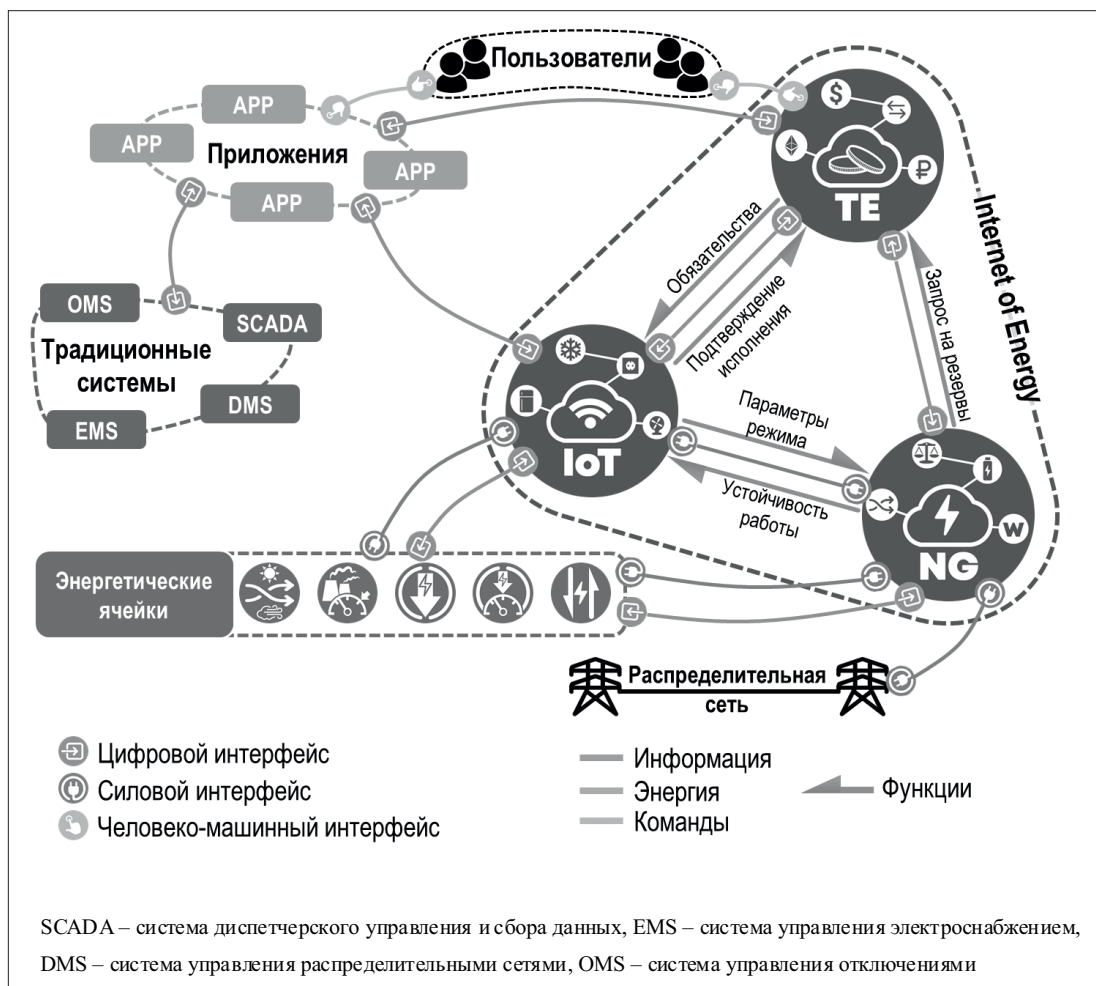 Пользователи
APP
APP
Приложения
APP
APP
$
₽
TE
Internet of Energy
Обязательства
Подтверждение
исполнения
Запрос на резервы
OMS
SCADA
Традиционные
системы
DMS
EMS
IoT
Параметры
режима
Устойчивость
работы
W
NG
Энергетические
ячейки
Распределительная
сеть
Цифровой интерфейс
Силовой интерфейс
Человеко-машинный интерфейс
Информация
Энергия
Команды
Функции
SCADA – система диспетчерского управления и сбора данных, EMS – система управления электроснабжением,
DMS – система управления распределительными сетями, OMS – система управления отключениями